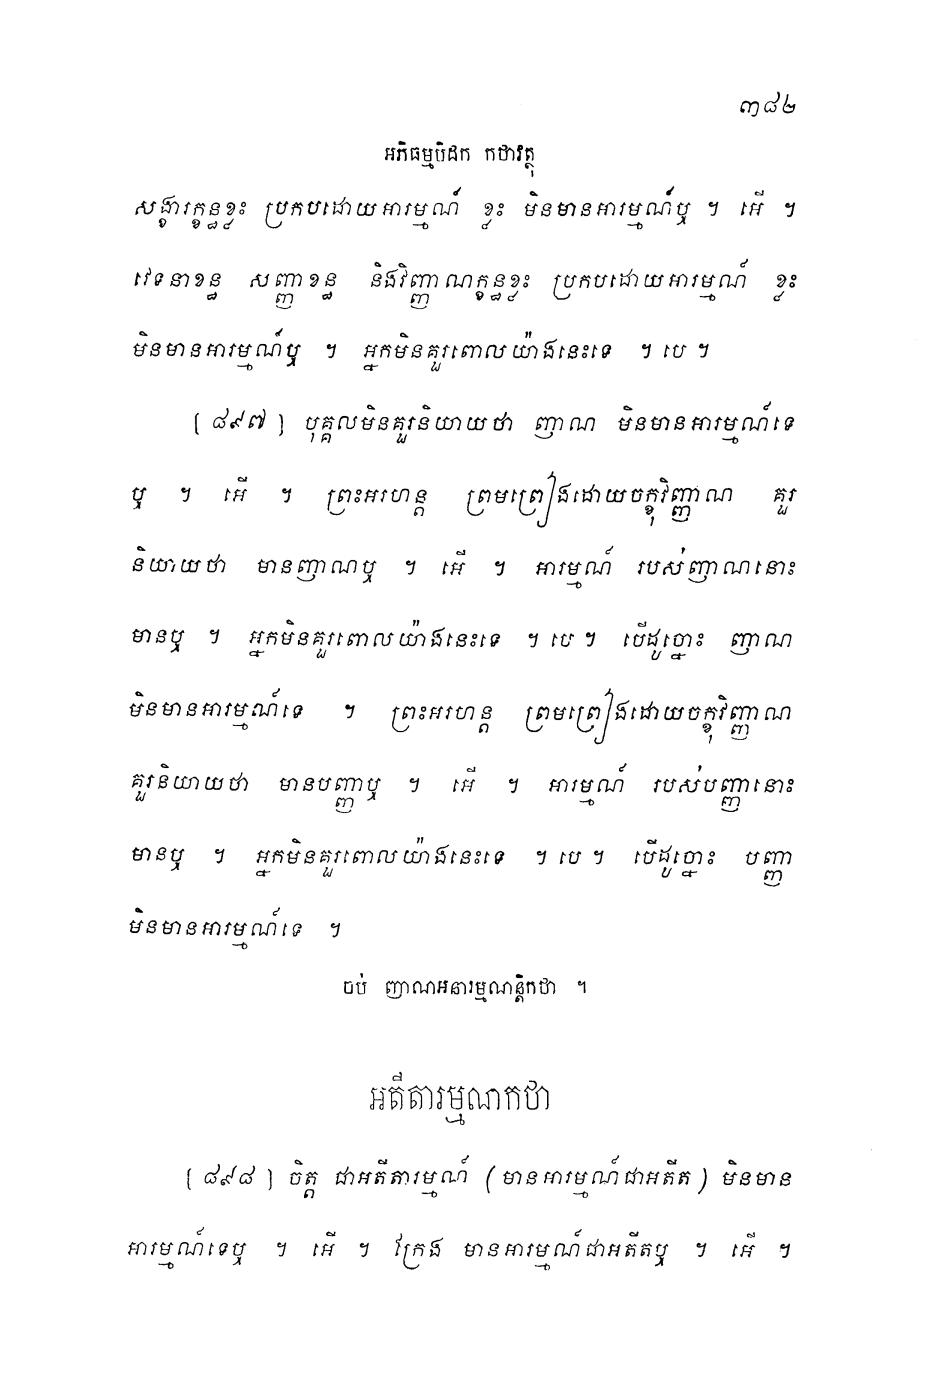 ៣៨២
អភិធម្មបិដក កថាវត្ថុ
សង្ខារក្ខន្ធខ្លះ ប្រកបដោយអារម្មណ៍ ខ្លះ មិនមានអារម្មណ៍ឬ ។ អើ ។
វេទនាខន្ធ សញ្ញាខន្ធ និងវិញ្ញាណក្ខន្ធខ្លះ ប្រកបដោយអារម្មណ៍ ខ្លះ
មិនមានអារម្មណ៍ឬ ។ អ្នកមិនគួរពោលយ៉ាងនេះទេ ។ បេ ។
[ ៨៩៧ ] បុគ្គលមិនគួរនិយាយថា ញាណ មិនមានអារម្មណ៍ទេ
ឬ ។ អើ ។ ព្រះអរហន្ត ព្រមព្រៀងដោយចក្ខុវិញ្ញាណ គួរ
និយាយថា មានញាណឬ ។ អើ ។ អារម្មណ៍ របស់ញាណនោះ
មានឬ ។ អ្នកមិនគួរពោលយ៉ាងនេះទេ ។ បេ ។ បើដូច្នោះ ញាណ
មិនមានអារម្មណ៍ទេ ។ ព្រះអរហន្ត ព្រមព្រៀងដោយចក្ខុវិញ្ញាណ
គួរនិយាយថា មានបញ្ញាឬ ។ អើ ។ អារម្មណ៍ របស់បញ្ញានោះ
មានឬ ។ អ្នកមិនគួរពោលយ៉ាងនេះទេ ។ បេ ។ បើដូច្នោះ បញ្ញា
មិនមានអារម្មណ៍ទេ ។
ចប់ ញាណអនារម្មណន្តិកថា ។
អតីតារម្មណកថា
[ ៨៩៨ ] ចិត្ត ជាអតីតារម្មណ៍ (មានអារម្មណ៍ជាអតីត) មិនមាន
អារម្មណ៍ទេឬ ។ អើ ។ ក្រែង មានអារម្មណ៍ជាអតីតឬ ។ អើ ។